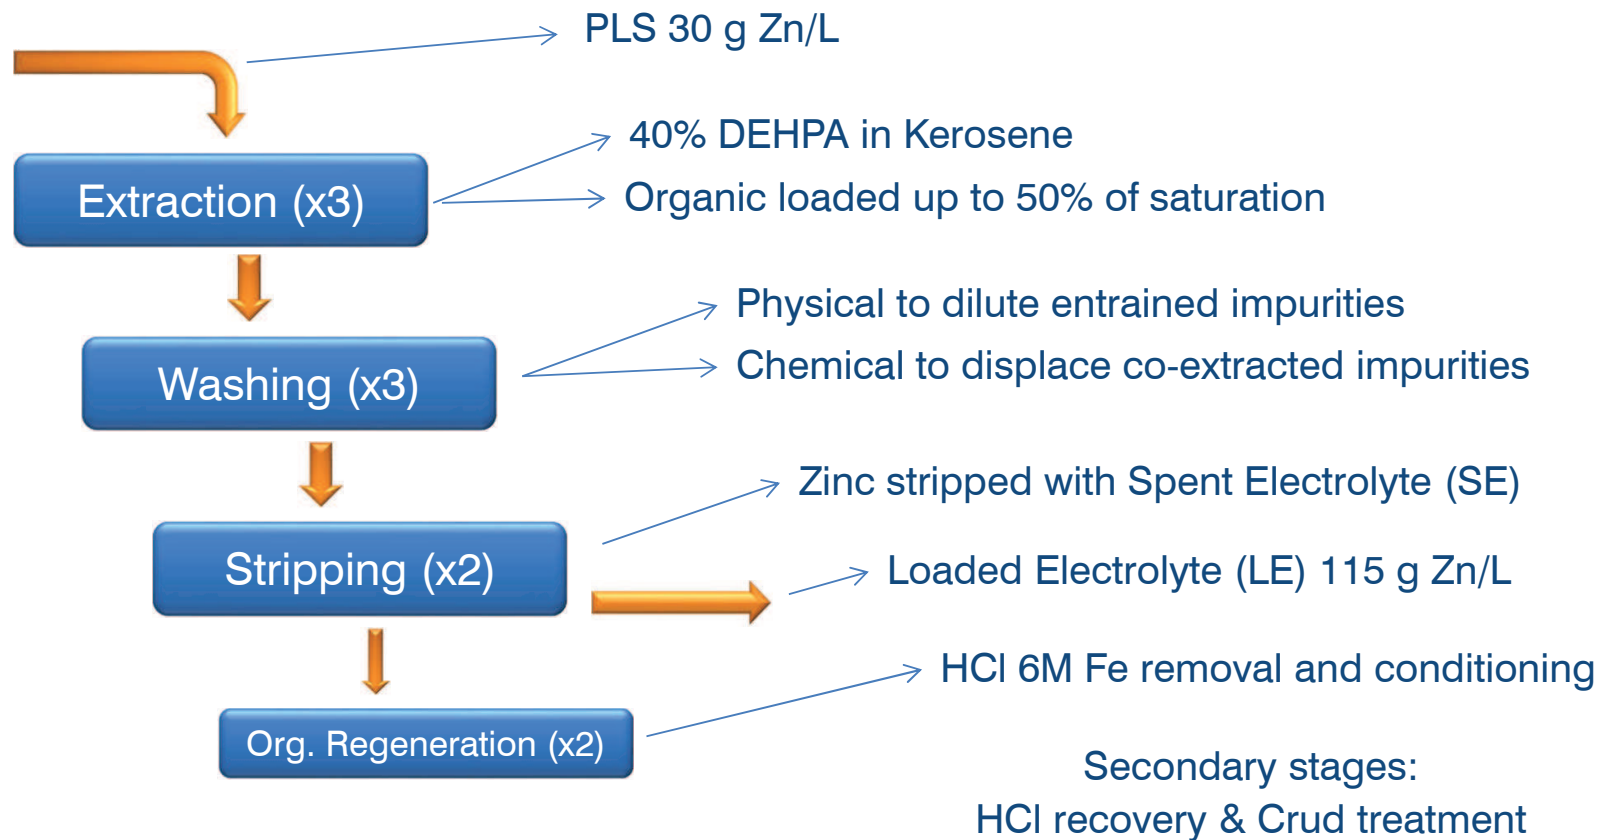 PLS 30 g Zn/L
40% DEHPA in Kerosene
Extraction (x3)
Organic loaded up to 50% of saturation
Physical to dilute entrained impurities
Washing (x3)
Chemical to displace co-extracted impurities
Zinc stripped with Spent Electrolyte (SE)
Stripping (x2)
Loaded Electrolyte (LE) 115 g Zn/L
HCl 6M Fe removal and conditioning
Org. Regeneration (x2)
Secondary stages:
HCl recovery & Crud treatment